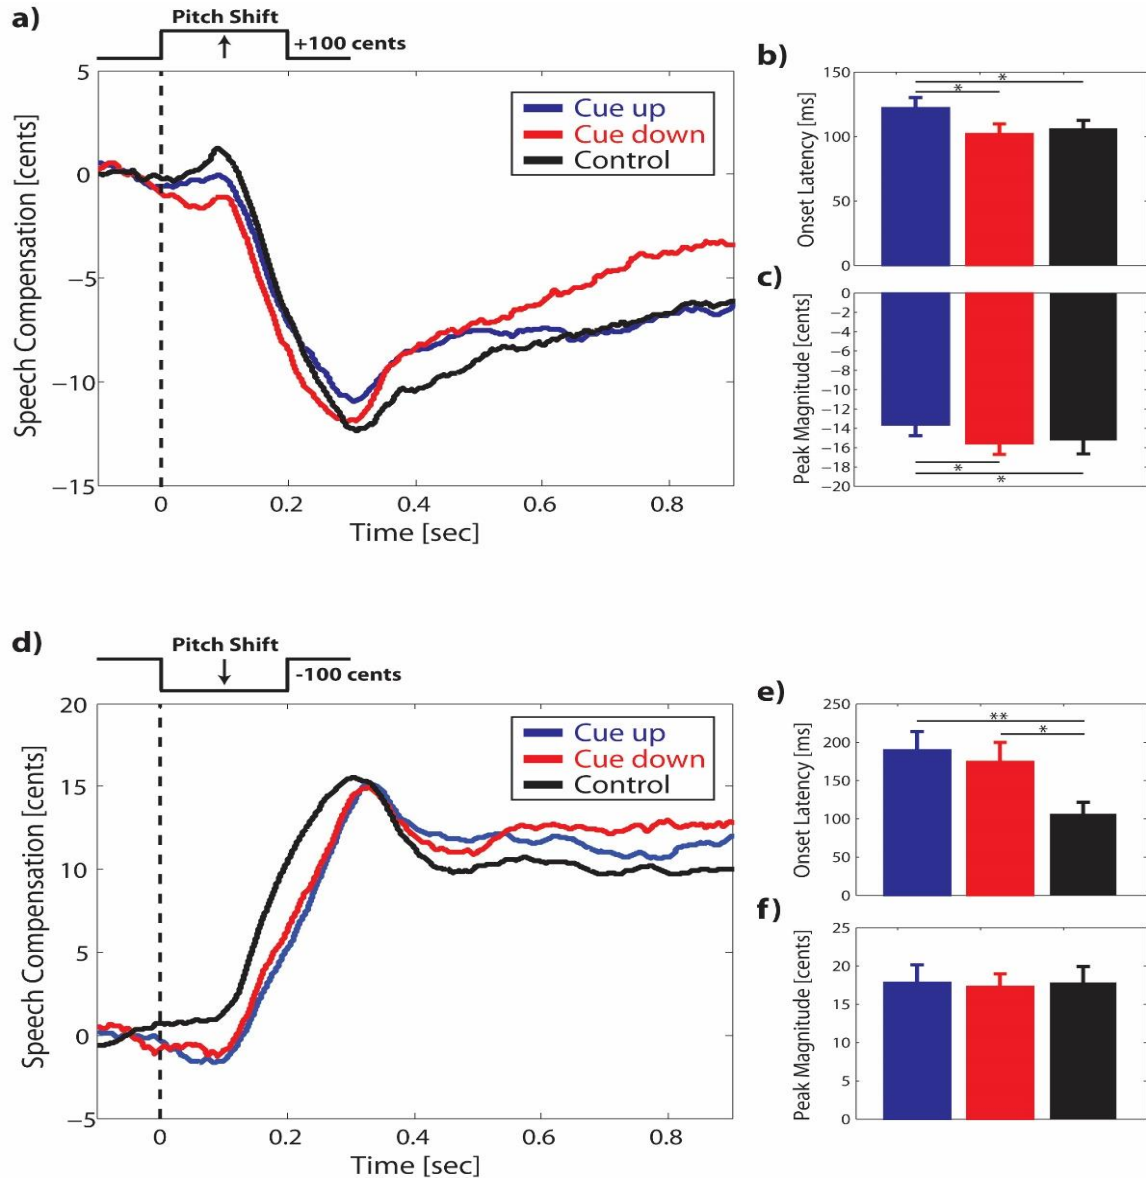 a)
Pitch Shift
+100 cents
5
0
−5
−10
−15
Speech Compensation [cents]
Cue up
Cue down
Control
0
0.2
0.4
0.6
0.8
Time [sec]
b)
150
100
50
0
Onset Latency [ms]
*
*
c)
0
−2
−4
−6
−8
−10
−12
−14
−16
−18
−20
Peak Magnitude [cents]
*
*
d)
Pitch Shift
-100 cents
20
15
10
5
0
−5
Speech Compensation [cents]
Cue up
Cue down
Control
0
0.2
0.4
0.6
0.8
Time [sec]
e)
250
200
150
100
50
0
Onset Latency [ms]
**
*
f)
25
20
15
10
5
0
Peak Magnitude [cents]